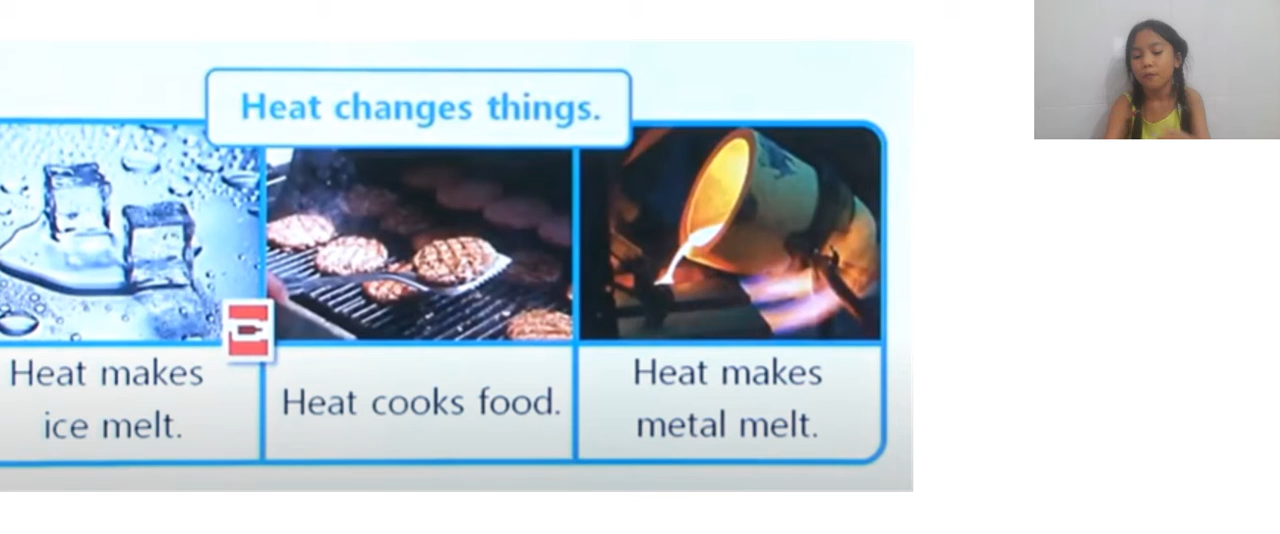 Heat changes things.
Heat makes
ice melt.
Heat cooks food.
Heat makes
metal melt.